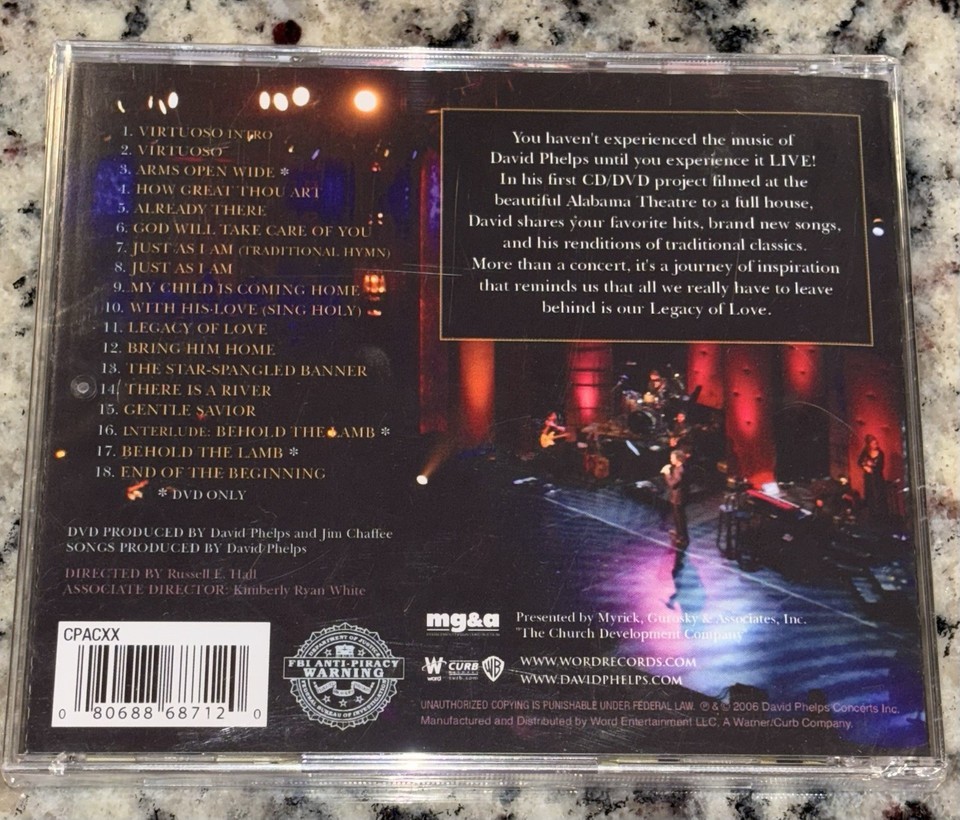 1. VIRTUOSO INTRO
2. VIRTUOSO
3. ARMS OPEN WIDE *
4. HOW GREAT THOU ART
5. ALREADY THERE
6. GOD WILL TAKE CARE OF YOU
7. JUST AS I AM (TRADITIONAL HYMN)
8. JUST AS I AM
9. MY CHILD IS COMING HOME
10. WITH HIS LOVE (SING HOLY)
11. LEGACY OF LOVE
12. BRING HIM HOME
13. THE STAR-SPANGLED BANNER
14. THERE IS A RIVER
15. GENTLE SAVIOR
16. INTERLUDE: BEHOLD THE LAMB *
17. BEHOLD THE LAMB *
18. END OF THE BEGINNING
* DVD ONLY
You haven't experienced the music of
David Phelps until you experience it LIVE!
In his first CD/DVD project filmed at the
beautiful Alabama Theatre to a full house,
David shares your favorite hits, brand new songs,
and his renditions of traditional classics.
More than a concert, it's a journey of inspiration
that reminds us that all we really have to leave
behind is our Legacy of Love.
DVD PRODUCED BY David Phelps and Jim Chaffee
SONGS PRODUCED BY David Phelps
DIRECTED BY Russell E. Hall
ASSOCIATE DIRECTOR: Kimberly Ryan White
CPACXX
0 80688 68712 0
FBI ANTI-PIRACY
WARNING
mg&a
Presented by Myrick, Gurosky & Associates, Inc.
"The Church Development Company"
word
CURB
WB
WWW.WORDRECORDS.COM
WWW.DAVIDPHELPS.COM
UNAUTHORIZED COPYING IS PUNISHABLE UNDER FEDERAL LAW. ℗ & © 2006 David Phelps Concerts Inc.
Manufactured and Distributed by Word Entertainment LLC, A Warner/Curb Company.